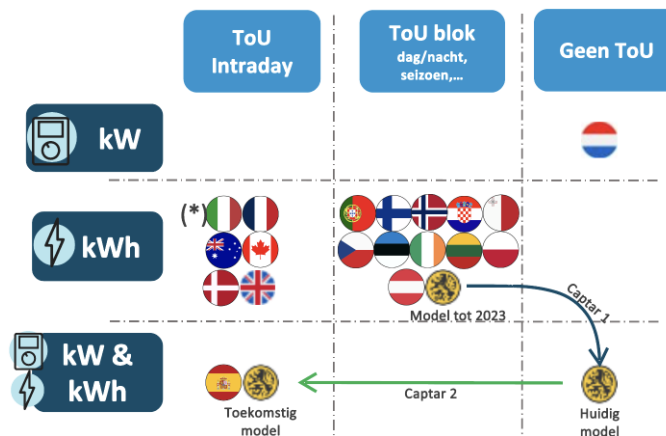 ToU
Intraday
ToU blok
dag/nacht,
seizoen,...
Geen ToU
kW
(*)
kWh
Model tot 2023
Captar 1
kW &
kWh
Toekomstig
model
Captar 2
Huidig
model